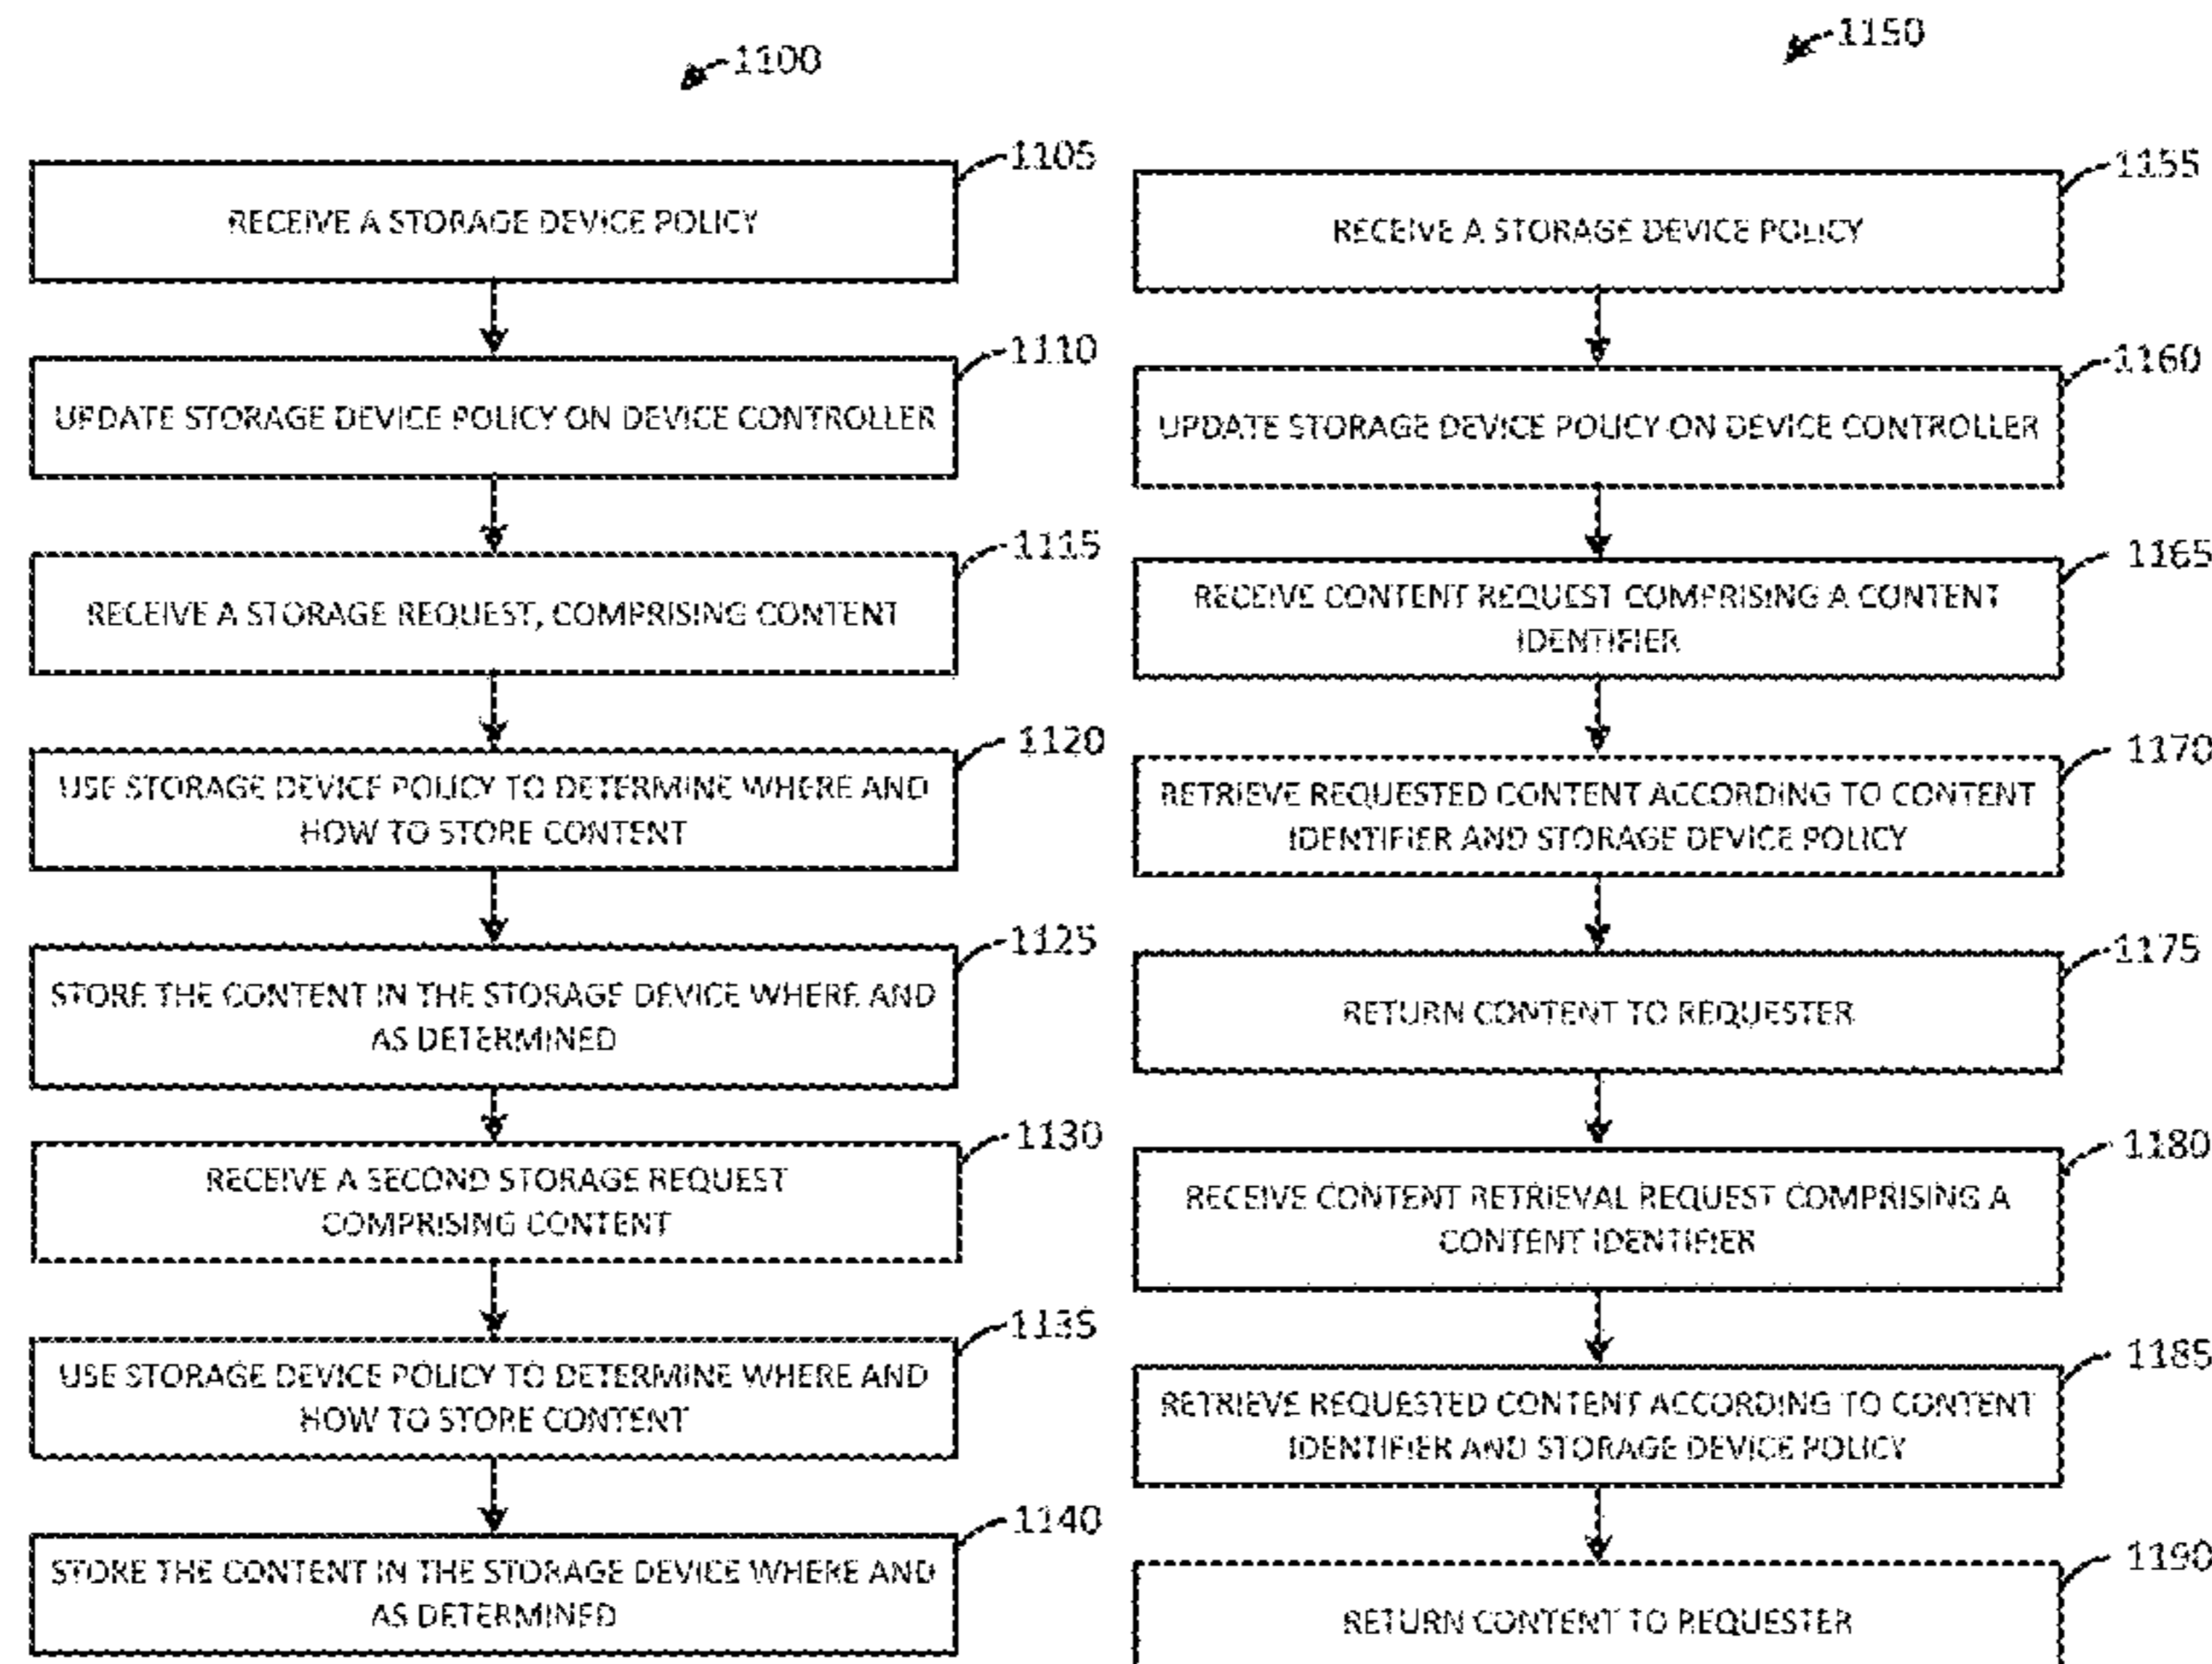 1100
1105
RECEIVE A STORAGE DEVICE POLICY
1110
UPDATE STORAGE DEVICE POLICY ON DEVICE CONTROLLER
1115
RECEIVE A STORAGE REQUEST, COMPRISING CONTENT
1120
USE STORAGE DEVICE POLICY TO DETERMINE WHERE AND
HOW TO STORE CONTENT
1125
STORE THE CONTENT IN THE STORAGE DEVICE WHERE AND
AS DETERMINED
1130
RECEIVE A SECOND STORAGE REQUEST
COMPRISING CONTENT
1135
USE STORAGE DEVICE POLICY TO DETERMINE WHERE AND
HOW TO STORE CONTENT
1140
STORE THE CONTENT IN THE STORAGE DEVICE WHERE AND
AS DETERMINED
1150
1155
RECEIVE A STORAGE DEVICE POLICY
1160
UPDATE STORAGE DEVICE POLICY ON DEVICE CONTROLLER
1165
RECEIVE CONTENT REQUEST COMPRISING A CONTENT
IDENTIFIER
1170
RETRIEVE REQUESTED CONTENT ACCORDING TO CONTENT
IDENTIFIER AND STORAGE DEVICE POLICY
1175
RETURN CONTENT TO REQUESTER
1180
RECEIVE CONTENT RETRIEVAL REQUEST COMPRISING A
CONTENT IDENTIFIER
1185
RETRIEVE REQUESTED CONTENT ACCORDING TO CONTENT
IDENTIFIER AND STORAGE DEVICE POLICY
1190
RETURN CONTENT TO REQUESTER